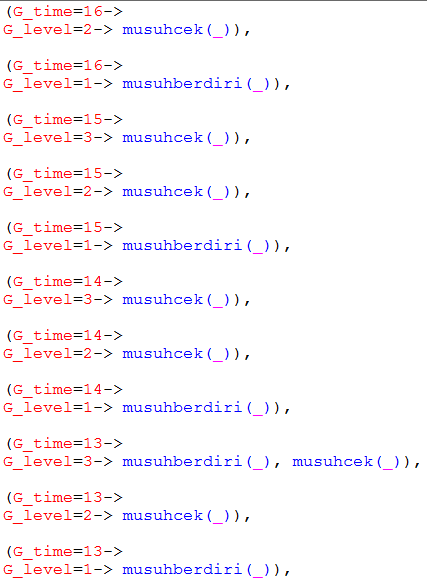 (G_time=16->
G_level=2-> musuhcek(_)),
(G_time=16->
G_level=1-> musuhberdiri(_)),
(G_time=15->
G_level=3-> musuhcek(_)),
(G_time=15->
G_level=2-> musuhcek(_)),
(G_time=15->
G_level=1-> musuhberdiri(_)),
(G_time=14->
G_level=3-> musuhcek(_)),
(G_time=14->
G_level=2-> musuhcek(_)),
(G_time=14->
G_level=1-> musuhberdiri(_)),
(G_time=13->
G_level=3-> musuhberdiri(_), musuhcek(_)),
(G_time=13->
G_level=2-> musuhcek(_)),
(G_time=13->
G_level=1-> musuhberdiri(_)),